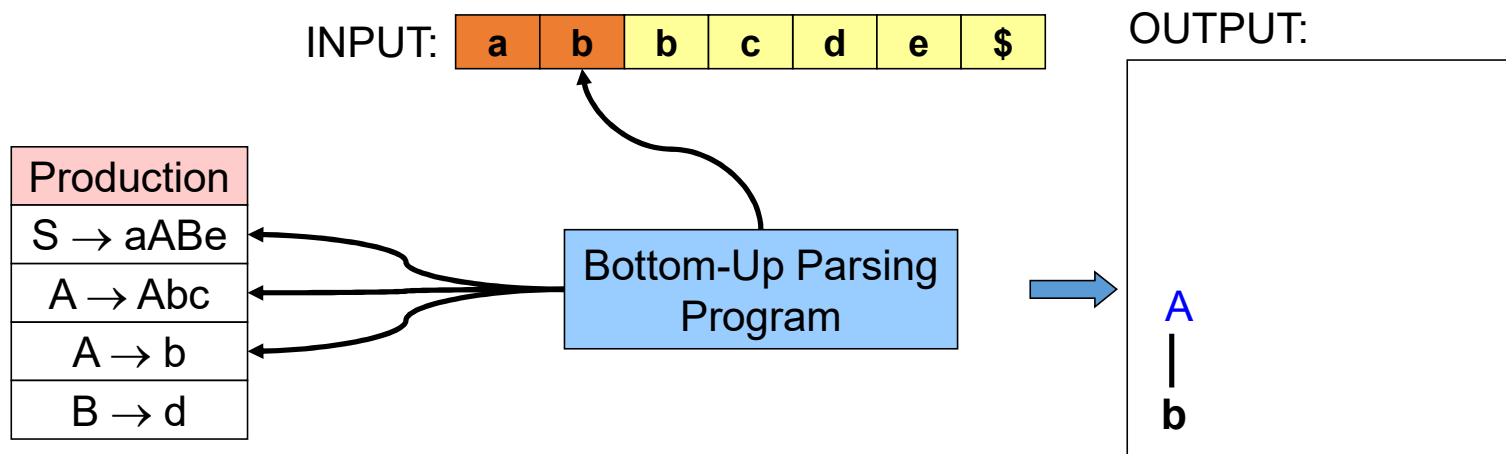 INPUT: a b b c d e $
OUTPUT:
Production
S → aABe
A → Abc
A → b
B → d
Bottom-Up Parsing
Program
A
b